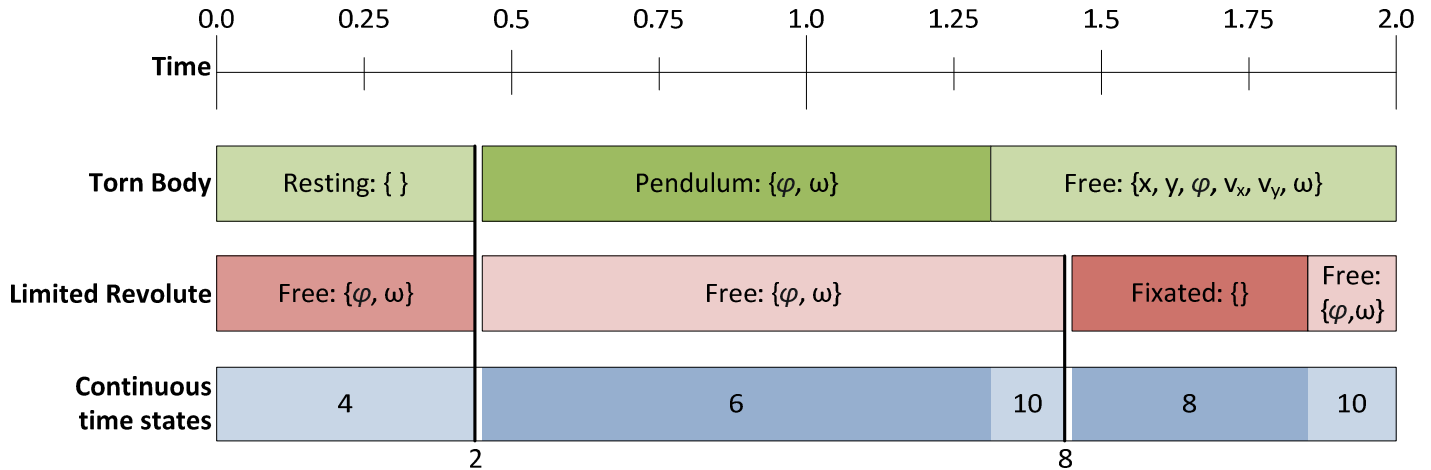 0.0 0.25 0.5 0.75 1.0 1.25 1.5 1.75 2.0
Time
Torn Body
Resting: { }
Pendulum: {φ, ω}
Free: {x, y, φ, vx, vy, ω}
Limited Revolute
Free: {φ, ω}
Free: {φ, ω}
Fixated: {}
Free:
{φ,ω}
Continuous
time states
4
6
10
8
10
2
8